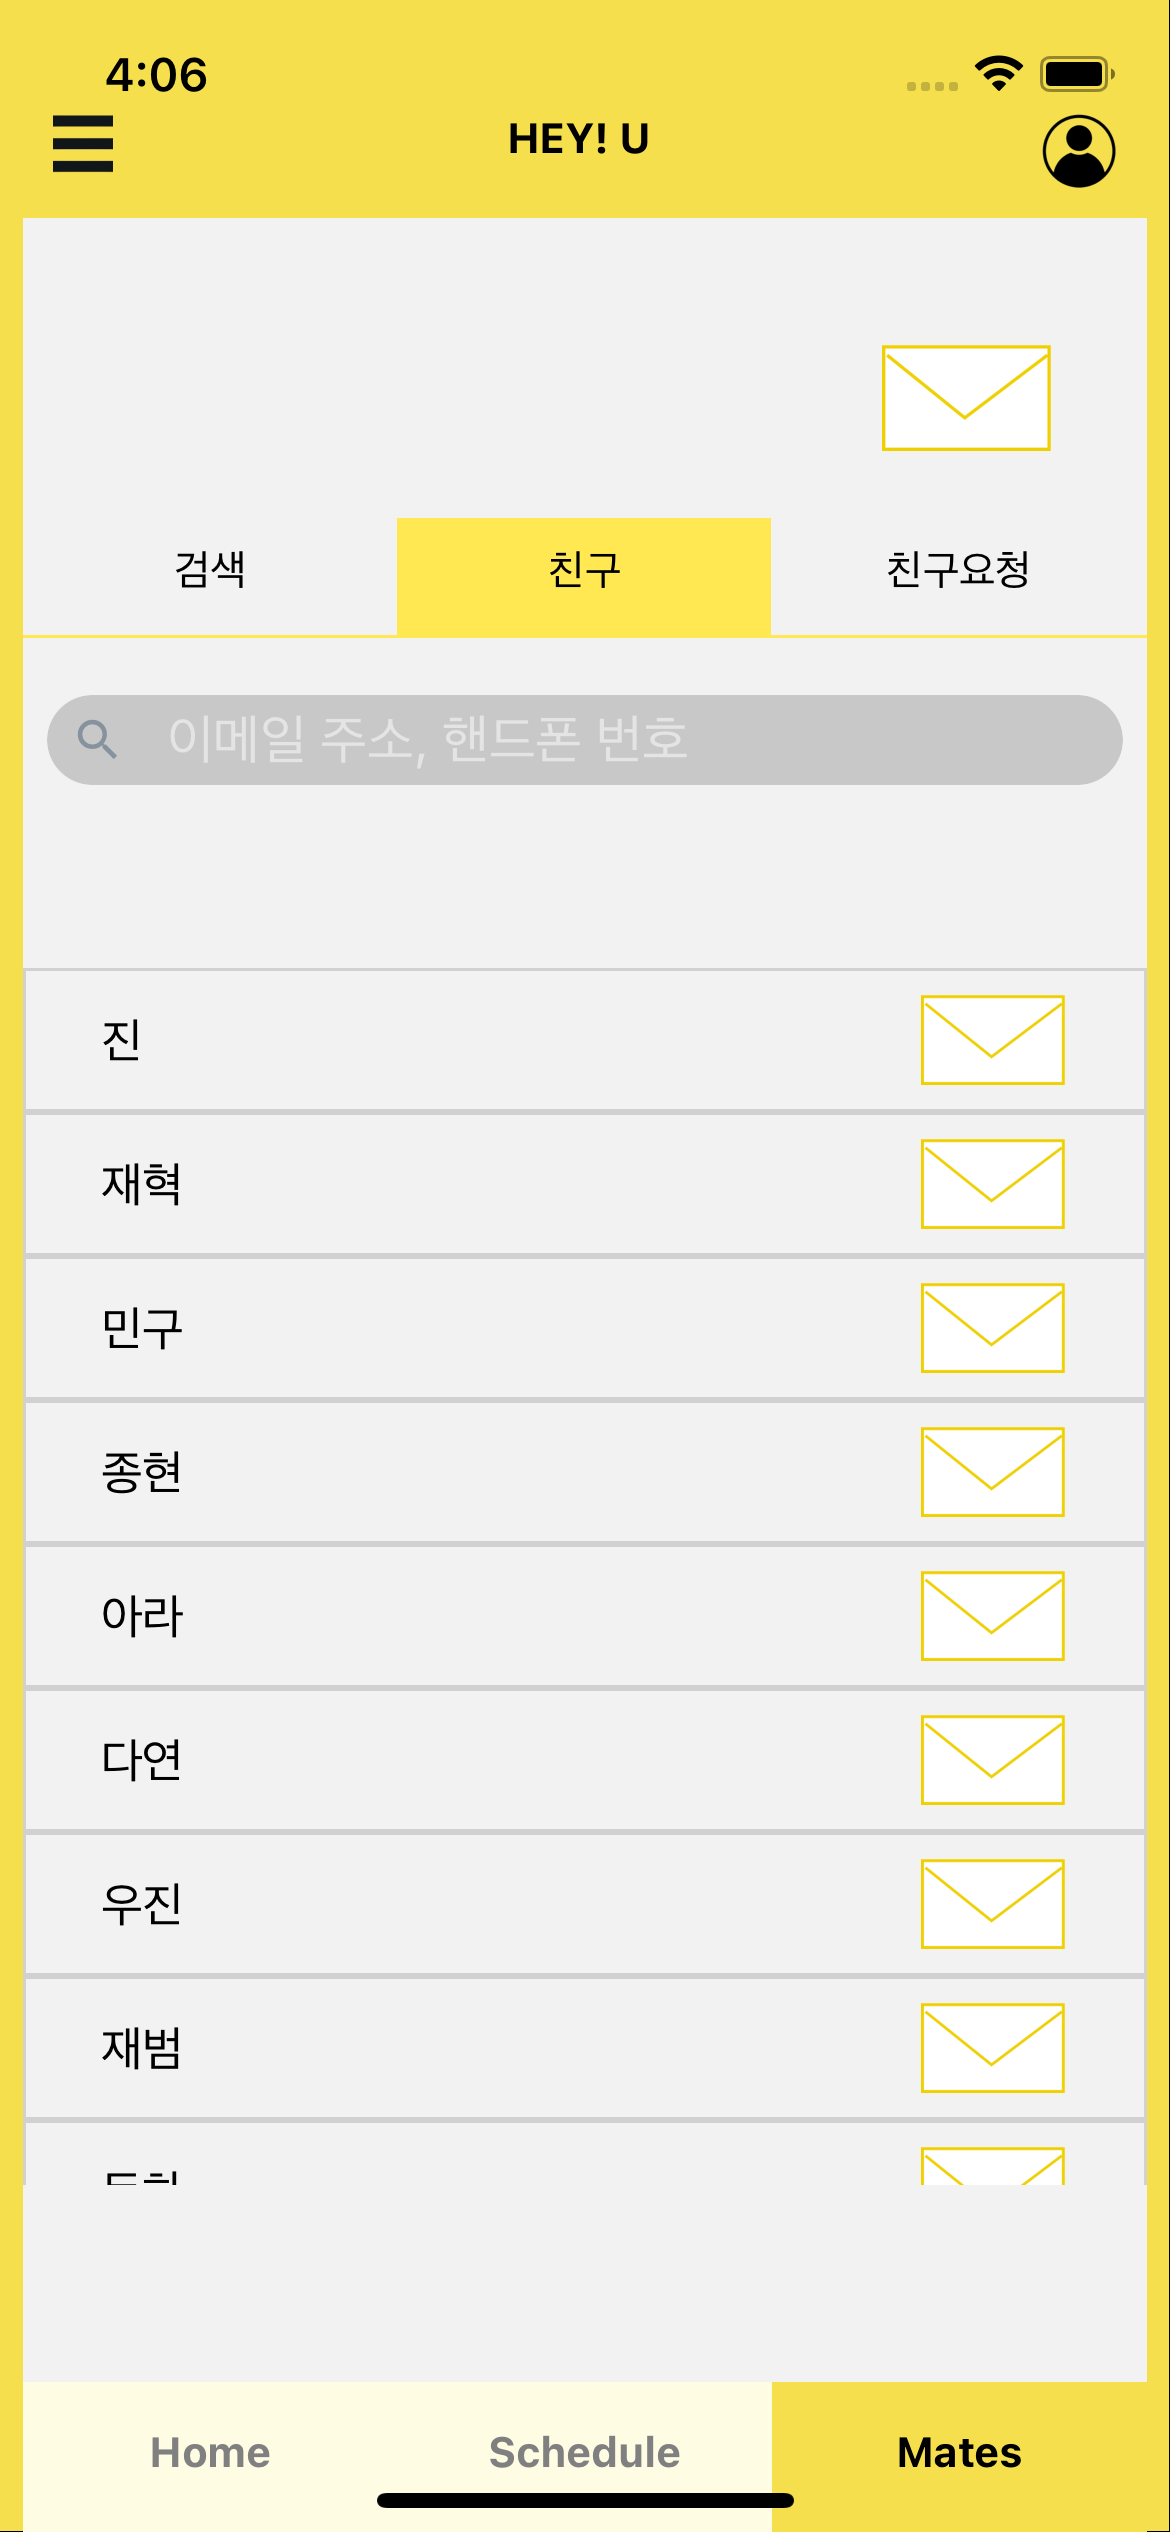 4:06
HEY! U
검색 친구 친구요청
이메일 주소, 핸드폰 번호
진
재혁
민구
종현
아라
다연
우진
재범
Home Schedule Mates